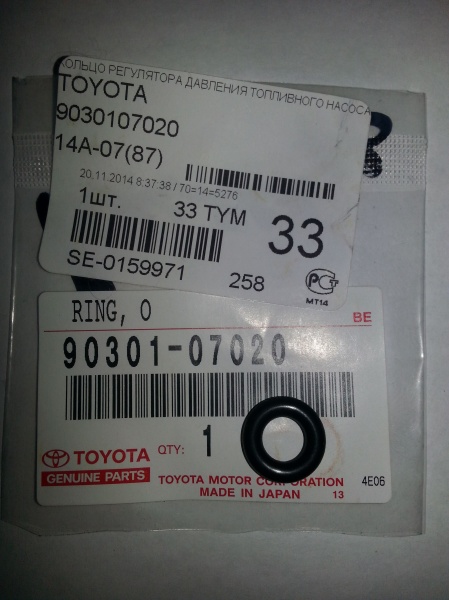 КОЛЬЦО РЕГУЛЯТОРА ДАВЛЕНИЯ ТОПЛИВНОГО НАСОСА
TOYOTA
9030107020
14A-07(87)
20.11.2014 8:37:38 / 70=14=5276
1шт. 33 TYM 33
SE-0159971 258
РСТ
МТ14
RING, O
BE
90301-07020
TOYOTA
GENUINE PARTS
QTY: 1
TOYOTA MOTOR CORPORATION
MADE IN JAPAN 13
4E06